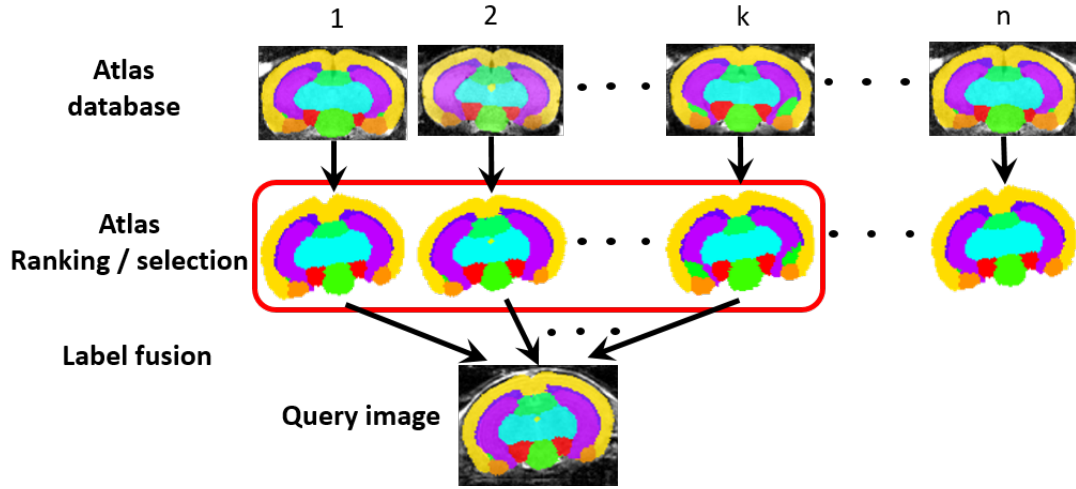 1
2
k
n
Atlas
database
Atlas
Ranking / selection
Label fusion
Query image